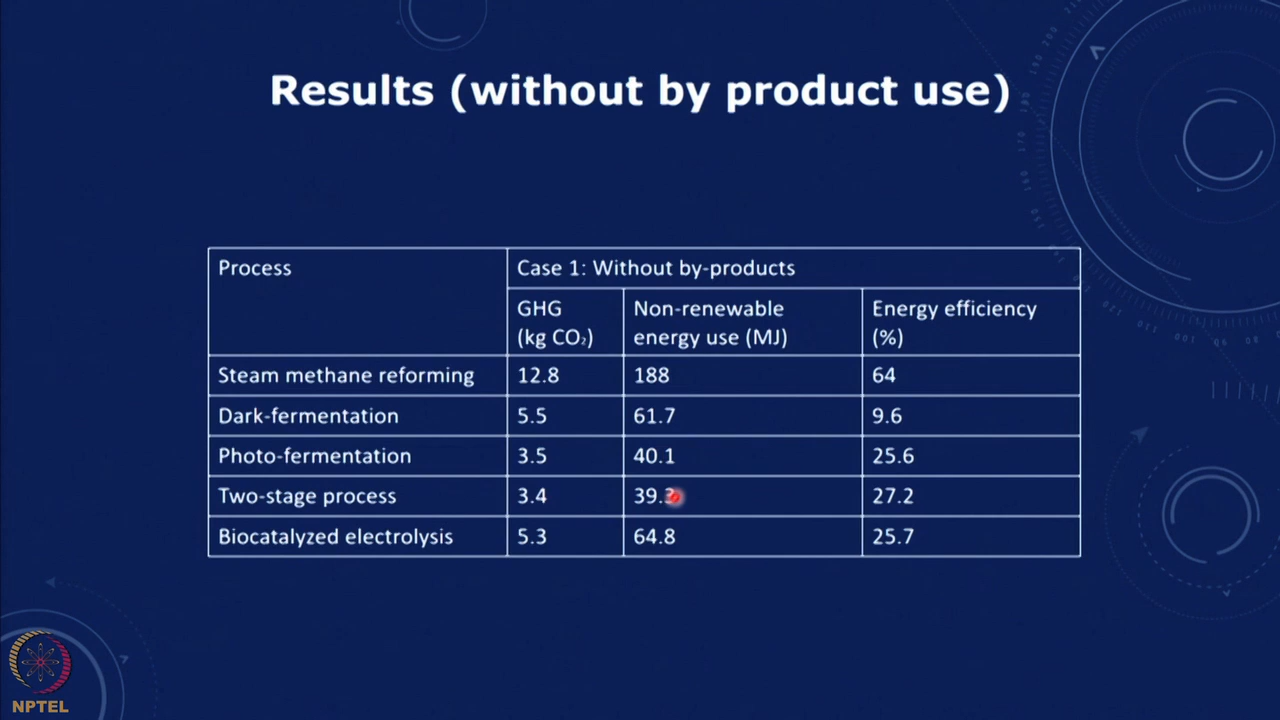 Results (without by product use)
Process
Case 1: Without by-products
GHG
(kg CO₂)
Non-renewable
energy use (MJ)
Energy efficiency
(%)
Steam methane reforming 12.8 188 64
Dark-fermentation 5.5 61.7 9.6
Photo-fermentation 3.5 40.1 25.6
Two-stage process 3.4 27.2
Biocatalyzed electrolysis 5.3 64.8 25.7
NPTEL